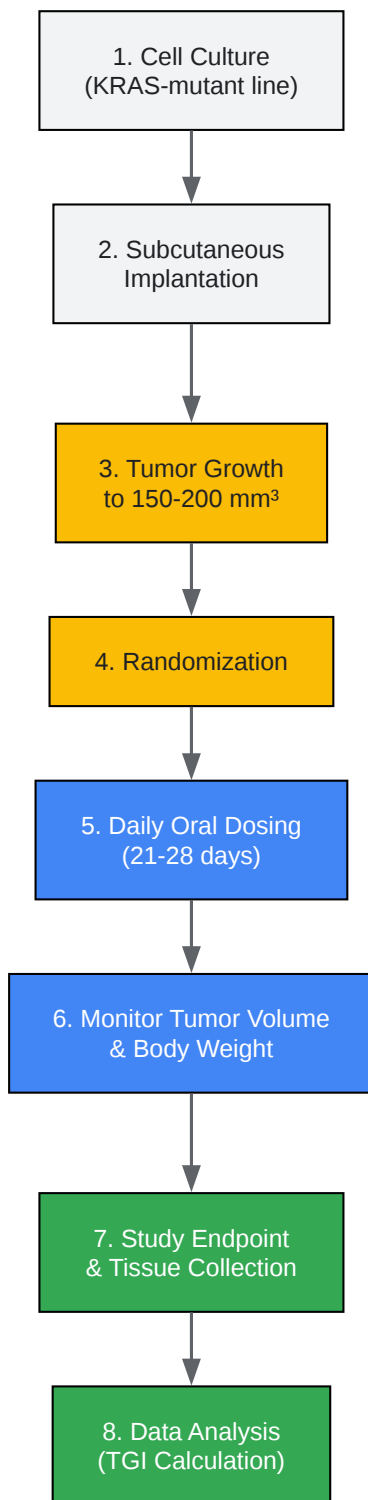 1. Cell Culture
(KRAS-mutant line)
2. Subcutaneous
Implantation
3. Tumor Growth
to 150-200 mm³
4. Randomization
5. Daily Oral Dosing
(21-28 days)
6. Monitor Tumor Volume
& Body Weight
7. Study Endpoint
& Tissue Collection
8. Data Analysis
(TGI Calculation)